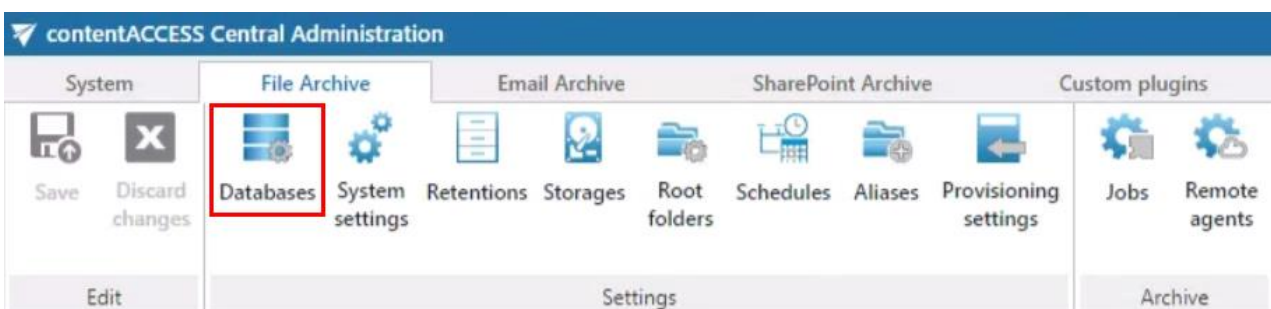 contentACCESS Central Administration
System File Archive Email Archive SharePoint Archive Custom plugins
Save Discard changes Databases System settings Retentions Storages Root folders Schedules Aliases Provisioning settings Jobs Remote agents
Edit Settings Archive